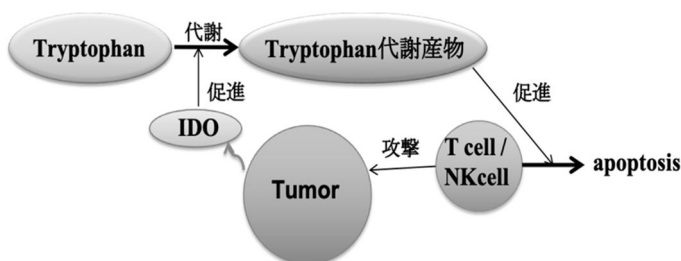 Tryptophan
代謝
Tryptophan代謝産物
促進
促進
IDO
攻撃
T cell /
NKcell
apoptosis
Tumor